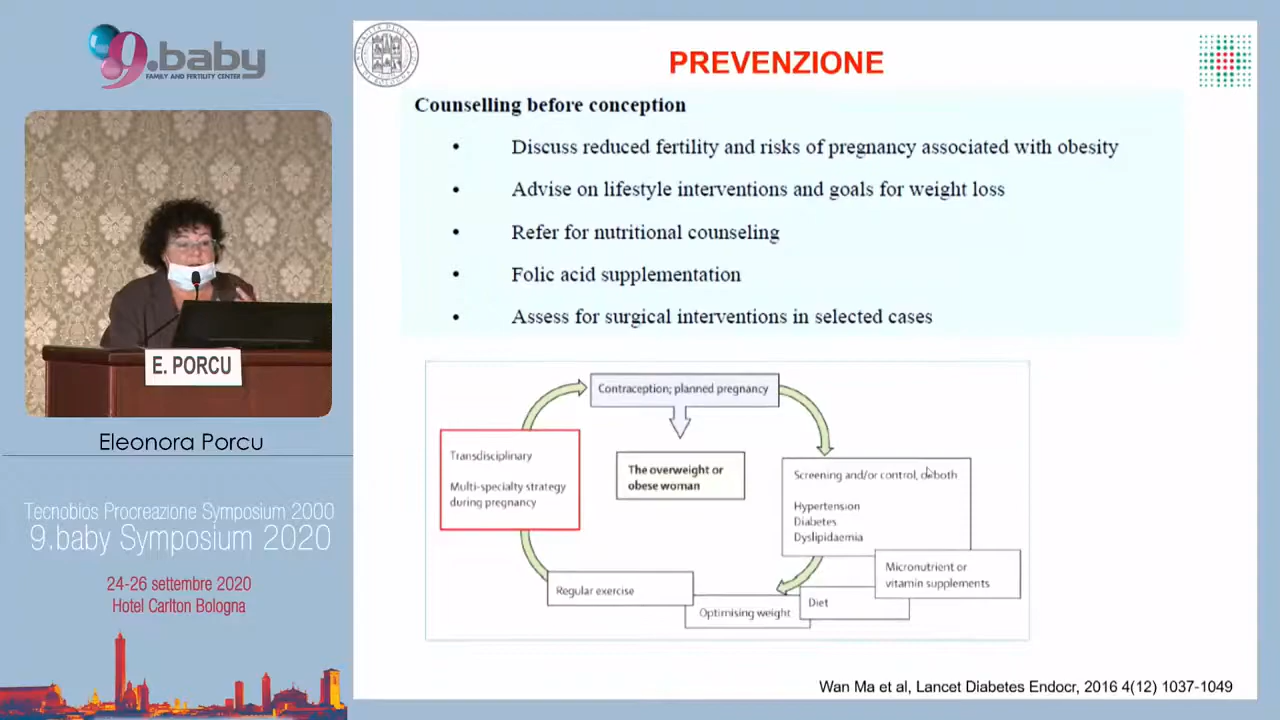 9.baby
FAMILY AND FERTILITY CENTER
E. PORCU
Eleonora Porcu
Tecnobios Procreazione Symposium 2000
9.baby Symposium 2020
24-26 settembre 2020
Hotel Carlton Bologna
PREVENZIONE
Counselling before conception
• Discuss reduced fertility and risks of pregnancy associated with obesity
• Advise on lifestyle interventions and goals for weight loss
• Refer for nutritional counseling
• Folic acid supplementation
• Assess for surgical interventions in selected cases
Contraception; planned pregnancy
Transdisciplinary
Multi-specialty strategy
during pregnancy
The overweight or
obese woman
Screening and/or control, of both
Hypertension
Diabetes
Dyslipidaemia
Micronutrient or
vitamin supplements
Diet
Optimising weight
Regular exercise
Wan Ma et al, Lancet Diabetes Endocr, 2016 4(12) 1037-1049